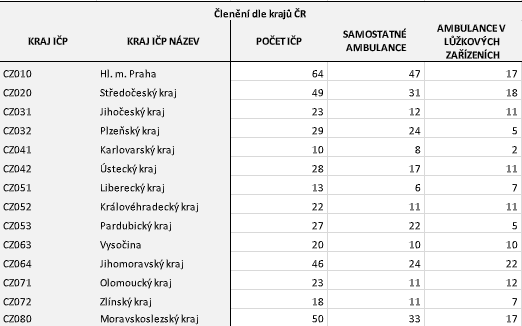 Členění dle krajů ČR
KRAJ IČP KRAJ IČP NÁZEV POČET IČP SAMOSTATNÉ AMBULANCE AMBULANCE V LŮŽKOVÝCH ZAŘÍZENÍCH
CZ010 Hl. m. Praha 64 47 17
CZ020 Středočeský kraj 49 31 18
CZ031 Jihočeský kraj 23 12 11
CZ032 Plzeňský kraj 29 24 5
CZ041 Karlovarský kraj 10 8 2
CZ042 Ústecký kraj 28 17 11
CZ051 Liberecký kraj 13 6 7
CZ052 Královéhradecký kraj 22 11 11
CZ053 Pardubický kraj 27 22 5
CZ063 Vysočina 20 10 10
CZ064 Jihomoravský kraj 46 24 22
CZ071 Olomoucký kraj 23 11 12
CZ072 Zlínský kraj 18 11 7
CZ080 Moravskoslezský kraj 50 33 17